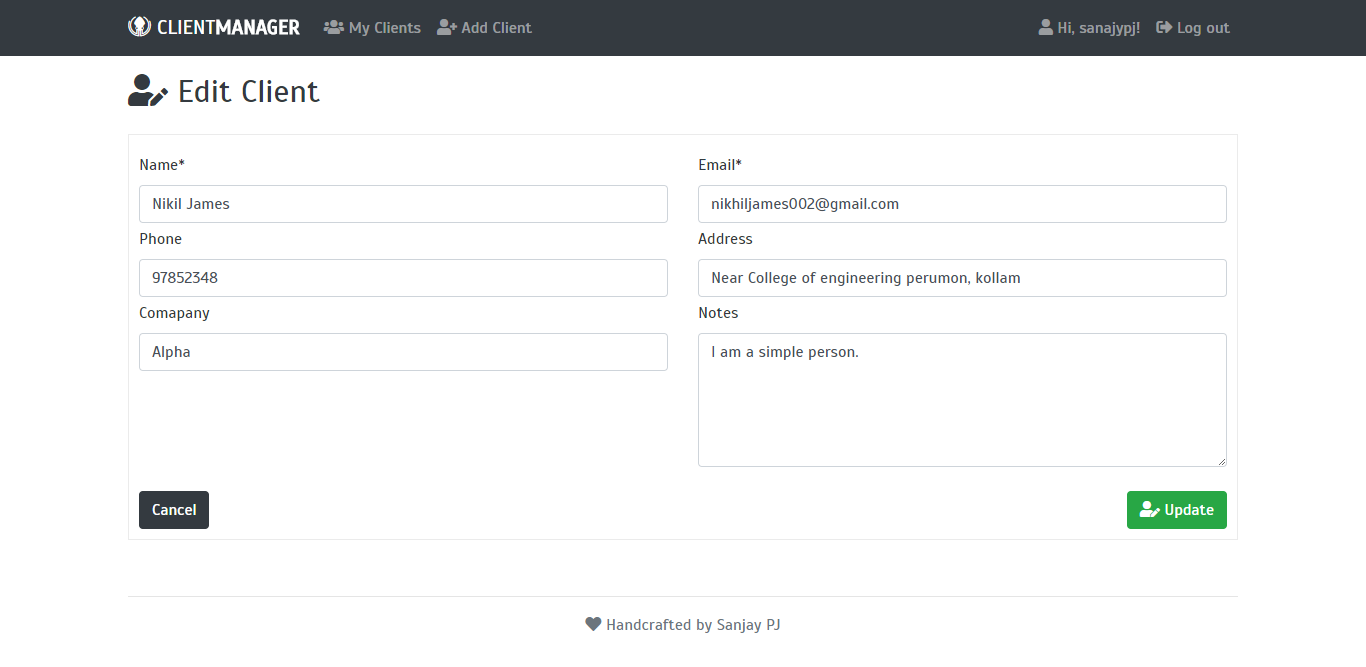 CLIENTMANAGER My Clients Add Client Hi, sanajypj! Log out
Edit Client
Name* Email*
Nikil James nikhiljames002@gmail.com
Phone Address
97852348 Near College of engineering perumon, kollam
Comapany Notes
Alpha I am a simple person.
Cancel Update
Handcrafted by Sanjay PJ